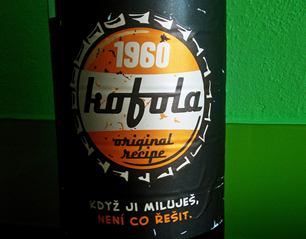 1960
kofola
original
recipe
KDYŽ JI MILUJEŠ,
NENÍ CO ŘEŠIT.